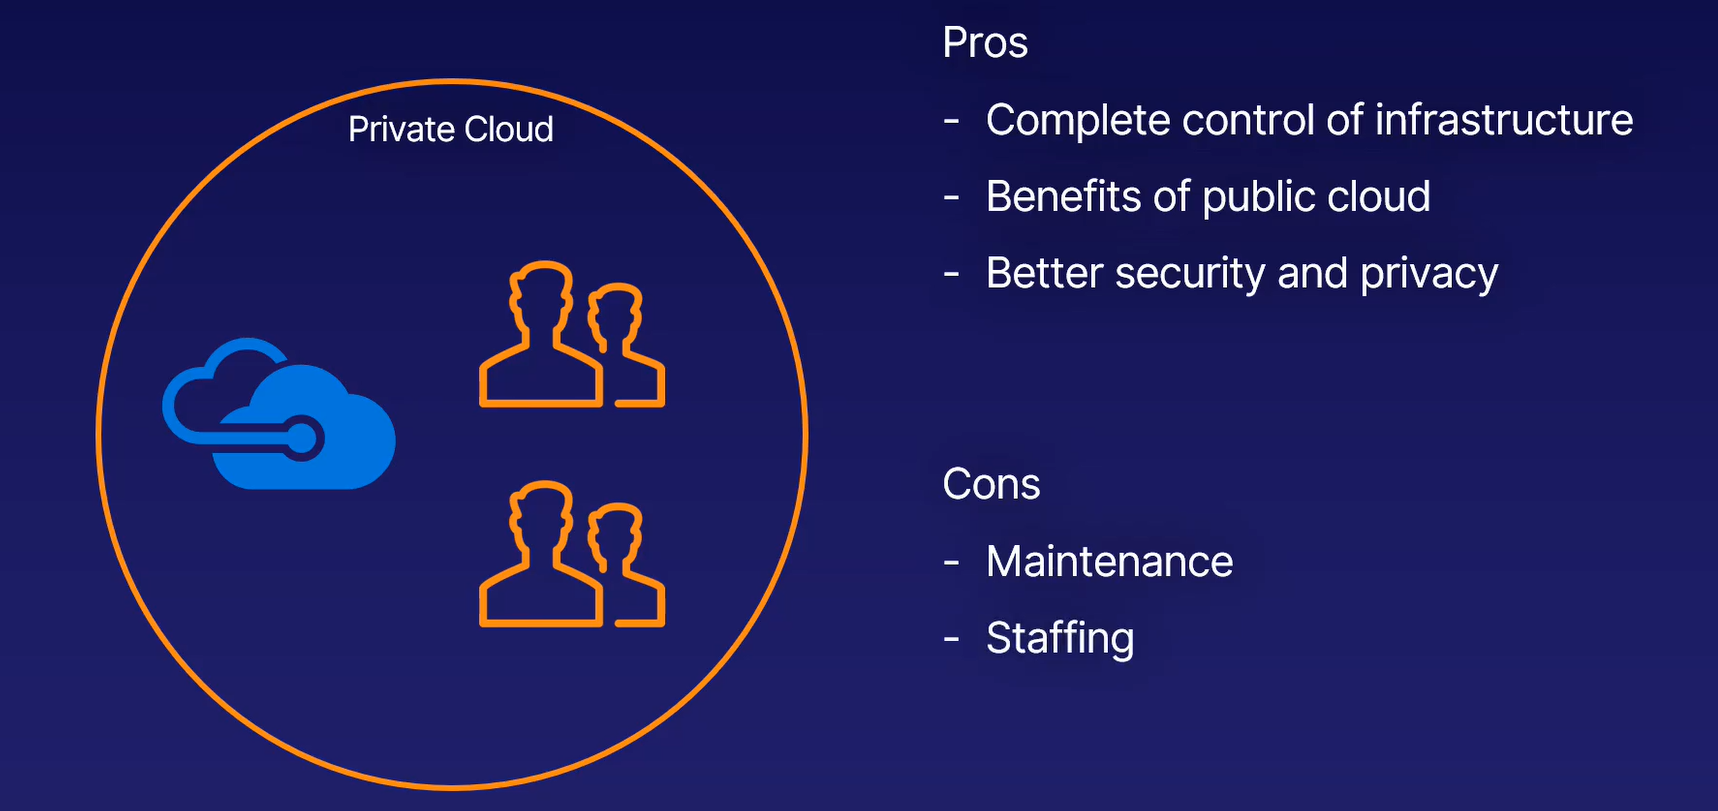 Private Cloud
Pros
- Complete control of infrastructure
- Benefits of public cloud
- Better security and privacy
Cons
- Maintenance
- Staffing